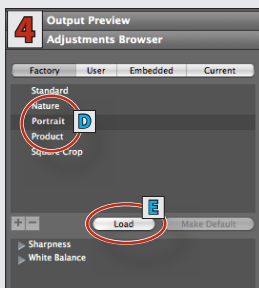 4
Output Preview
Adjustments Browser
Factory User Embedded Current
Standard
Nature
Portrait
D
Product
Square Crop
E
+ − Load Make Default
Sharpness
White Balance